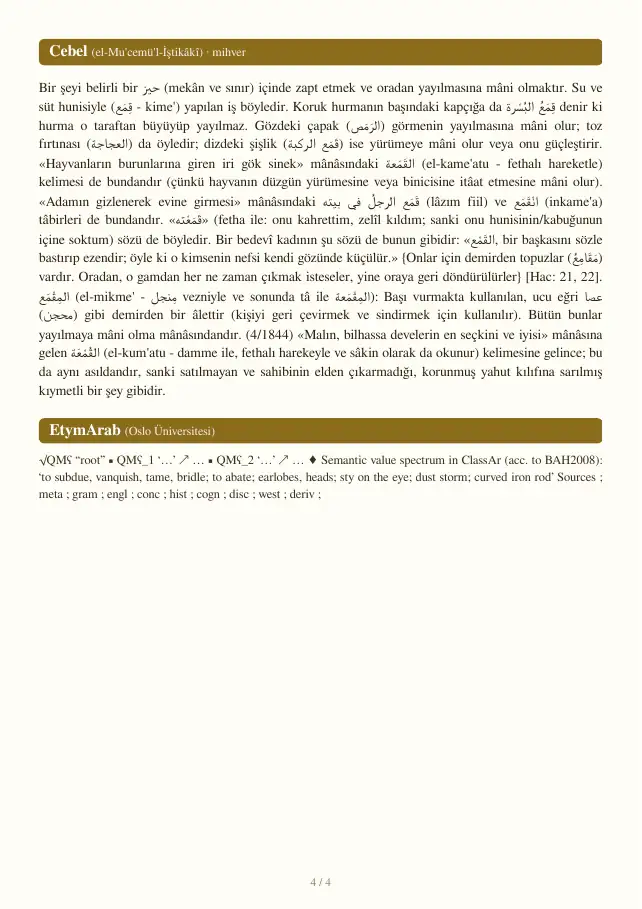 Cebel (el-Mu'cemü'l-İştikâkî) · mihver
Bir şeyi belirli bir حيز (mekân ve sınır) içinde zapt etmek ve oradan yayılmasına mâni olmaktır. Su ve
süt hunisiyle (قِمَع - kime') yapılan iş böyledir. Koruk hurmanın başındaki kapçığa da قِمَعُ البُسْرة denir ki
hurma o taraftan büyüyüp yayılmaz. Gözdeki çapak (الرَمَص) görmenin yayılmasına mâni olur; toz
fırtınası (العجاجة) da öyledir; dizdeki şişlik (قَمَع الركبة) ise yürümeye mâni olur veya onu güçleştirir.
«Hayvanların burunlarına giren iri gök sinek» mânâsındaki القَمَعة (el-kame'atu - fethalı hareketle)
kelimesi de bundandır (çünkü hayvanın düzgün yürümesine veya binicisine itâat etmesine mâni olur).
«Adamın gizlenerek evine girmesi» mânâsındaki قَمَع الرجلُ في بيته (lâzım fiil) ve انْقَمَع (inkame'a)
tâbirleri de bundandır. «قمَعْته» (fetha ile: onu kahrettim, zelîl kıldım; sanki onu hunisinin/kabuğunun
içine soktum) sözü de böyledir. Bir bedevî kadının şu sözü de bunun gibidir: «القَمْع, bir başkasını sözle
bastırıp ezendir; öyle ki o kimsenin nefsi kendi gözünde küçülür.» {Onlar için demirden topuzlar (مَقَامِعُ)
vardır. Oradan, o gamdan her ne zaman çıkmak isteseler, yine oraya geri döndürülürler} [Hac: 21, 22].
المِقْمَع (el-mikme' - منجل vezniyle ve sonunda tâ ile المِقْمَعة): Başı vurmakta kullanılan, ucu eğri عصا
(محجن) gibi demirden bir âlettir (kişiyi geri çevirmek ve sindirmek için kullanılır). Bütün bunlar
yayılmaya mâni olma mânâsındandır. (4/1844) «Malın, bilhassa develerin en seçkini ve iyisi» mânâsına
gelen القُمْعَة (el-kum'atu - damme ile, fethalı harekeyle ve sâkin olarak da okunur) kelimesine gelince; bu
da aynı asıldandır, sanki satılmayan ve sahibinin elden çıkarmadığı, korunmuş yahut kılıfına sarılmış
kıymetli bir şey gibidir.
EtymArab (Oslo Üniversitesi)
√QMʕ “root” ▪ QMʕ_1 ‘…’ ↗ … ▪ QMʕ_2 ‘…’ ↗ … ♦ Semantic value spectrum in ClassAr (acc. to BAH2008):
‘to subdue, vanquish, tame, bridle; to abate; earlobes, heads; sty on the eye; dust storm; curved iron rod’ Sources ;
meta ; gram ; engl ; conc ; hist ; cogn ; disc ; west ; deriv ;
4 / 4